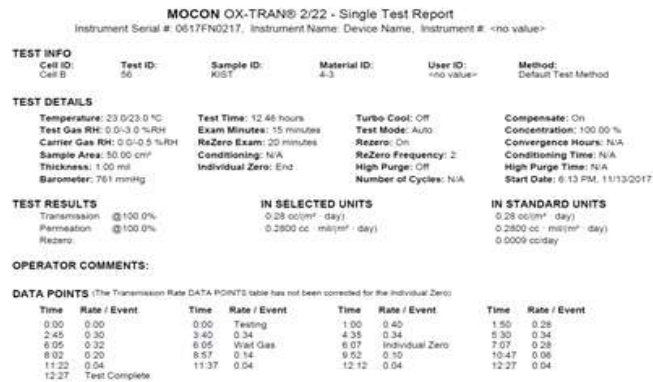 MOCON OX-TRAN® 2/22 - Single Test Report
Instrument Serial #: 0617FN0217, Instrument Name: Device Name, Instrument #: <no value>
TEST INFO
Cell ID: Test ID: Sample ID: Material ID: User ID: Method:
Cell B 56 KIST 4-3 <no value> Default Test Method
TEST DETAILS
Temperature: 23.0/23.0 ºC Test Time: 12.46 hours Turbo Cool: Off Compensate: On
Test Gas RH: 0.0/-3.0 %RH Exam Minutes: 15 minutes Test Mode: Auto Concentration: 100.00 %
Carrier Gas RH: 0.0/-0.5 %RH ReZero Exam: 20 minutes Rezero: On Convergence Hours: N/A
Sample Area: 50.00 cm² Conditioning: N/A ReZero Frequency: 2 Conditioning Time: N/A
Thickness: 1.00 mil Individual Zero: End High Purge: Off High Purge Time: N/A
Barometer: 761 mmHg Number of Cycles: N/A Start Date: 6:13 PM, 11/13/2017
TEST RESULTS IN SELECTED UNITS IN STANDARD UNITS
Transmission @100.0% 0.28 cc/(m² · day) 0.28 cc/(m² · day)
Permeation @100.0% 0.2800 cc · mil/(m² · day) 0.2800 cc · mil/(m² · day)
Rezero 0.0009 cc/day
OPERATOR COMMENTS:
DATA POINTS (The Transmission Rate DATA POINTS table has not been corrected for the Individual Zero)
Time Rate / Event Time Rate / Event Time Rate / Event Time Rate / Event
0:00 0.00 0:00 Testing 1:00 0.40 1:50 0.28
2:45 0.30 3:40 0.34 4:35 0.34 5:30 0.34
6:05 0.32 6:05 Wait Gas 6:07 Individual Zero 7:07 0.28
8:02 0.20 8:57 0.14 9:52 0.10 10:47 0.06
11:22 0.04 11:37 0.04 12:12 0.04 12:27 0.04
12:27 Test Complete